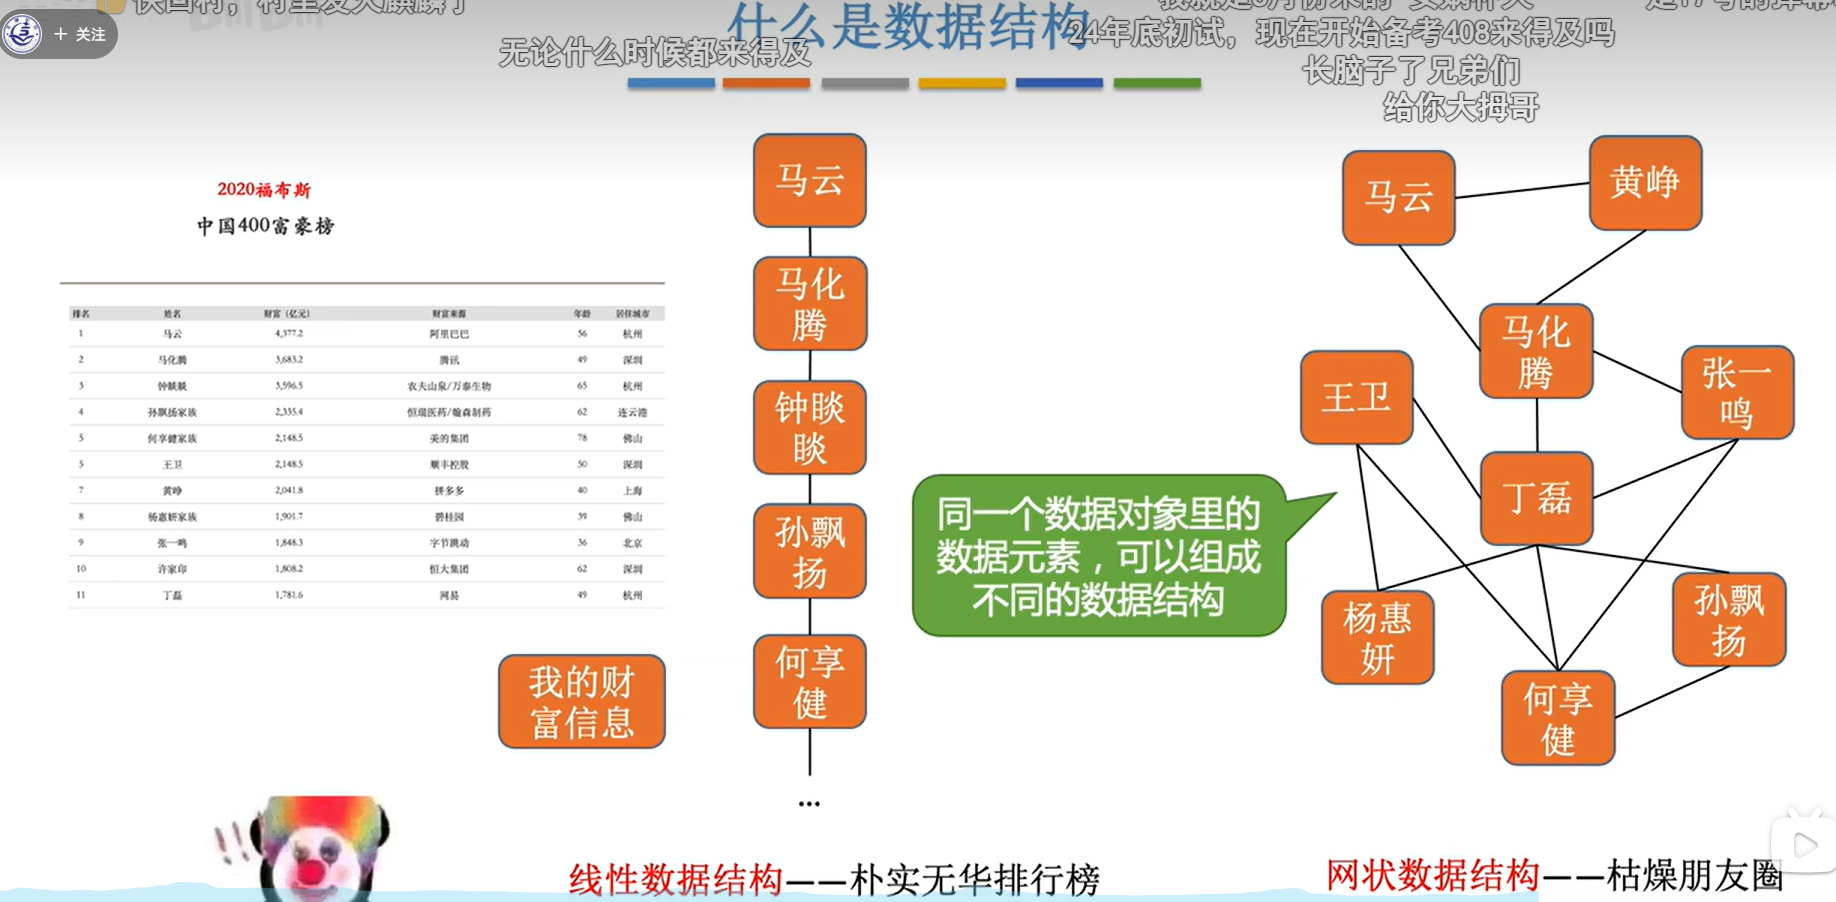 + 关注
什么是数据结构
无论什么时候都来得及
24年底初试，现在开始备考408来得及吗
长脑子了兄弟们
给你大拇哥
2020福布斯
中国400富豪榜
排名 姓名 财富（亿元） 财富来源 年龄 居住城市
1 马云 4,377.2 阿里巴巴 56 杭州
2 马化腾 3,683.2 腾讯 49 深圳
3 钟睒睒 3,596.5 农夫山泉/万泰生物 65 杭州
4 孙飘扬家族 2,335.4 恒瑞医药/翰森制药 62 连云港
5 何享健家族 2,148.5 美的集团 78 佛山
5 王卫 2,148.5 顺丰控股 50 深圳
7 黄峥 2,041.8 拼多多 40 上海
8 杨惠妍家族 1,901.7 碧桂园 39 佛山
9 张一鸣 1,848.3 字节跳动 36 北京
10 许家印 1,808.2 恒大集团 62 深圳
11 丁磊 1,781.6 网易 49 杭州
我的财
富信息
马云
马化
腾
钟睒
睒
孙飘
扬
何享
健
...
线性数据结构——朴实无华排行榜
同一个数据对象里的
数据元素，可以组成
不同的数据结构
马云
黄峥
马化
腾
王卫
张一
鸣
丁磊
杨惠
妍
孙飘
扬
何享
健
网状数据结构——枯燥朋友圈